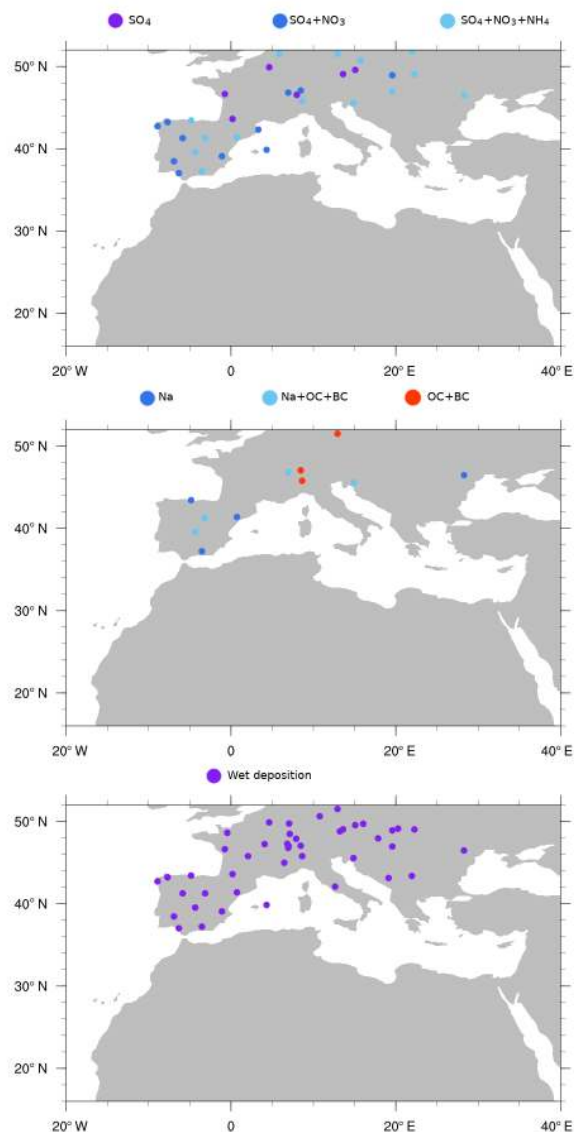 SO₄ SO₄+NO₃ SO₄+NO₃+NH₄
50° N
40° N
30° N
20° N
20° W 0 20° E 40° E
Na Na+OC+BC OC+BC
50° N
40° N
30° N
20° N
20° W 0 20° E 40° E
Wet deposition
50° N
40° N
30° N
20° N
20° W 0 20° E 40° E